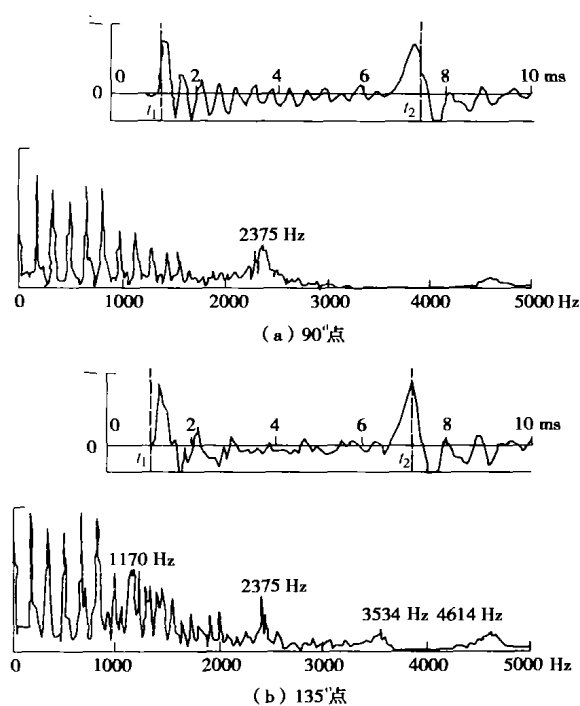 0 2 4 6 8 10 ms
0
t₁ t₂
2375 Hz
0 1000 2000 3000 4000 5000 Hz
(a) 90°点
0 2 4 6 8 10 ms
0
t₁ t₂
1170 Hz 2375 Hz 3534 Hz 4614 Hz
0 1000 2000 3000 4000 5000 Hz
(b) 135°点